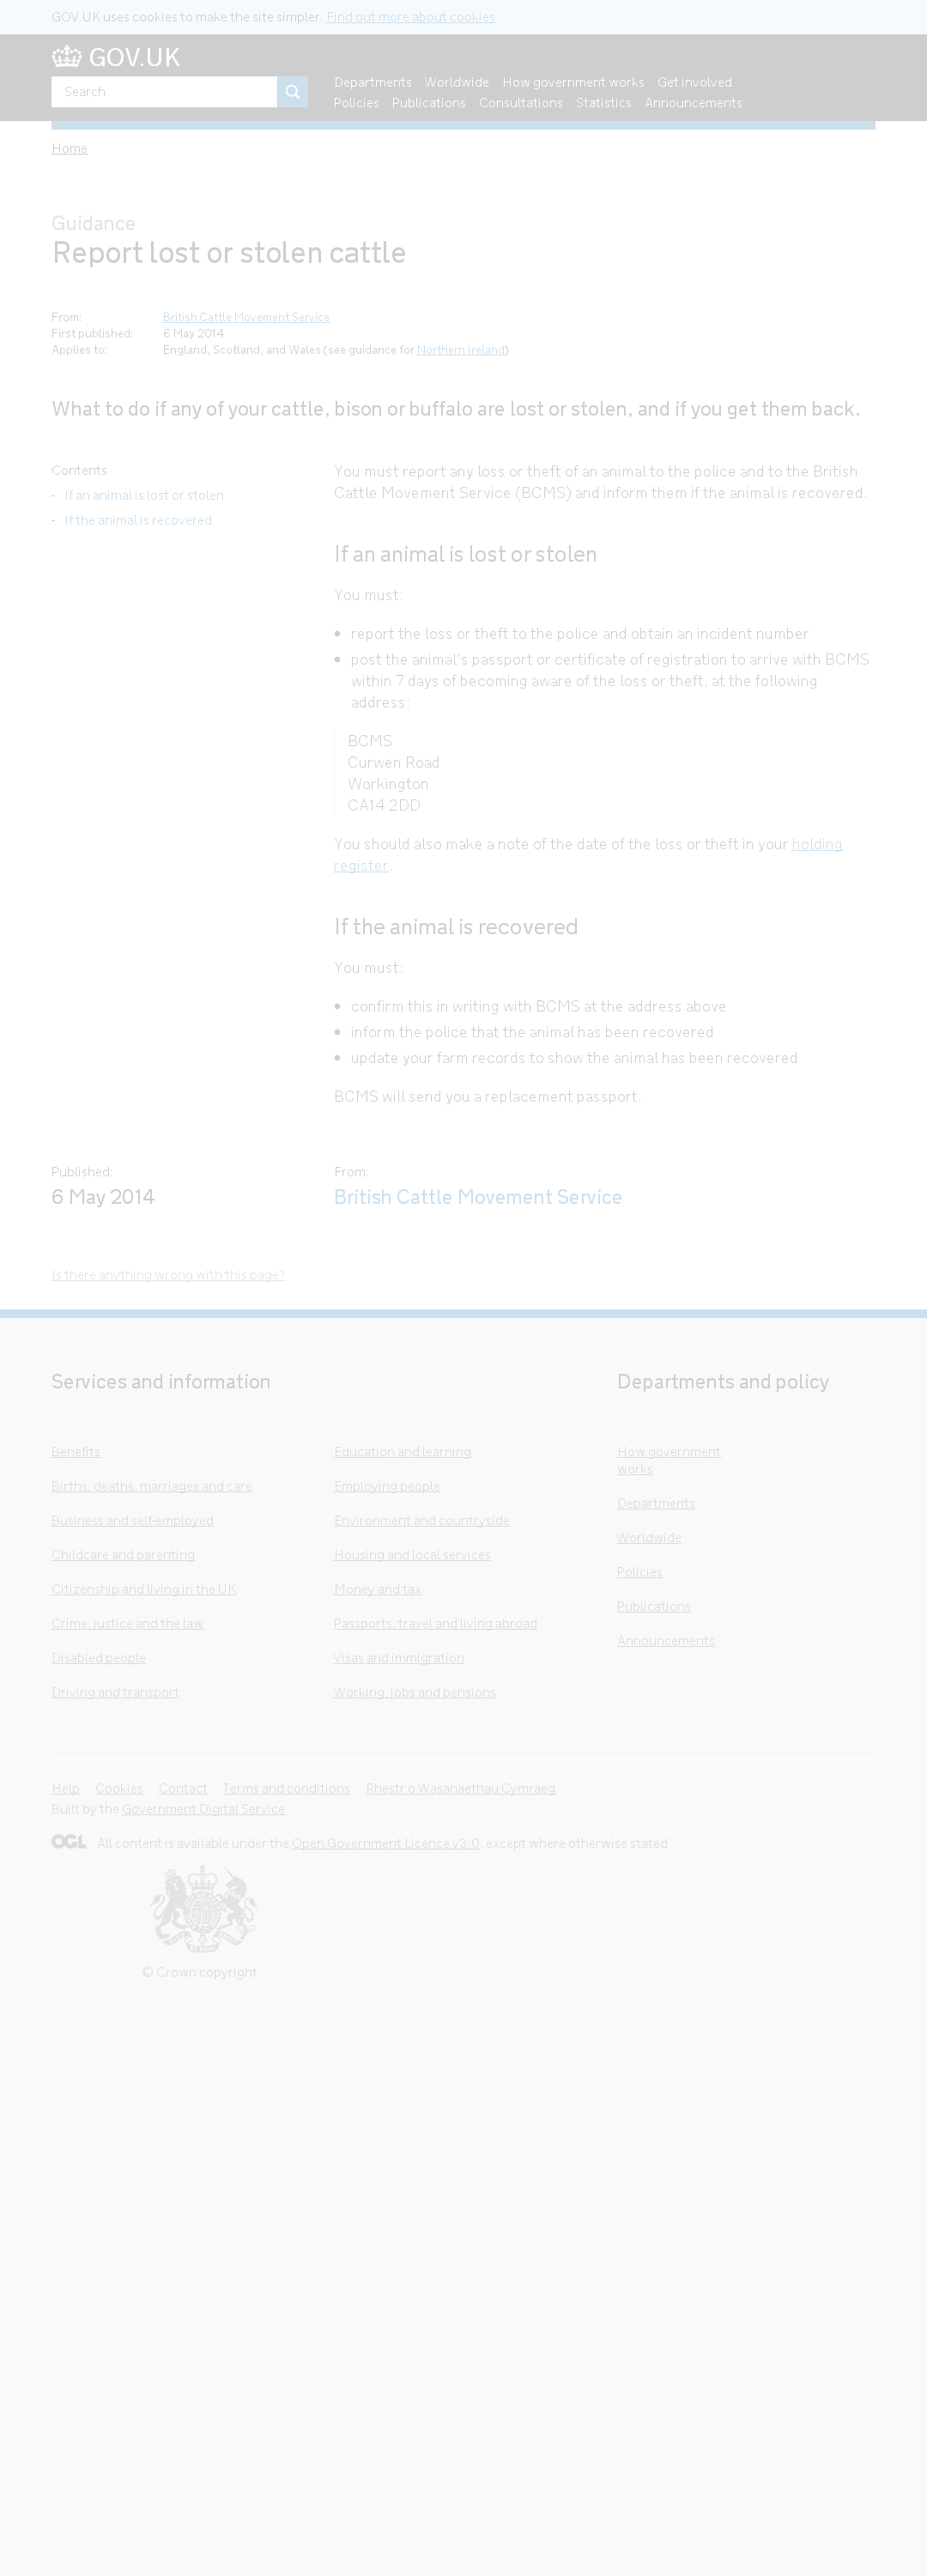 GOV.UK uses cookies to make the site simpler. Find out more about cookies
GOV.UK
Search
Departments Worldwide How government works Get involved
Policies Publications Consultations Statistics Announcements
Home
Guidance
Report lost or stolen cattle
From: British Cattle Movement Service
First published: 6 May 2014
Applies to: England, Scotland, and Wales (see guidance for Northern Ireland)
What to do if any of your cattle, bison or buffalo are lost or stolen, and if you get them back.
Contents
- If an animal is lost or stolen
- If the animal is recovered
You must report any loss or theft of an animal to the police and to the British
Cattle Movement Service (BCMS) and inform them if the animal is recovered.
If an animal is lost or stolen
You must:
• report the loss or theft to the police and obtain an incident number
• post the animal's passport or certificate of registration to arrive with BCMS
within 7 days of becoming aware of the loss or theft, at the following
address:
BCMS
Curwen Road
Workington
CA14 2DD
You should also make a note of the date of the loss or theft in your holding
register.
If the animal is recovered
You must:
• confirm this in writing with BCMS at the address above
• inform the police that the animal has been recovered
• update your farm records to show the animal has been recovered
BCMS will send you a replacement passport.
Published:
6 May 2014
From:
British Cattle Movement Service
Is there anything wrong with this page?
Services and information
Benefits
Births, deaths, marriages and care
Business and self-employed
Childcare and parenting
Citizenship and living in the UK
Crime, justice and the law
Disabled people
Driving and transport
Education and learning
Employing people
Environment and countryside
Housing and local services
Money and tax
Passports, travel and living abroad
Visas and immigration
Working, jobs and pensions
Departments and policy
How government
works
Departments
Worldwide
Policies
Publications
Announcements
Help Cookies Contact Terms and conditions Rhestr o Wasanaethau Cymraeg
Built by the Government Digital Service
OGL All content is available under the Open Government Licence v3.0, except where otherwise stated
© Crown copyright